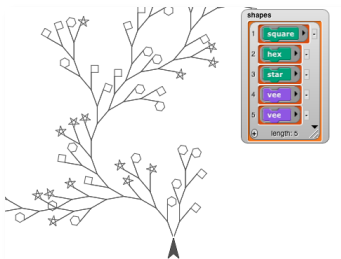 shapes
1 square
2 hex
3 star
4 vee
5 vee
length: 5